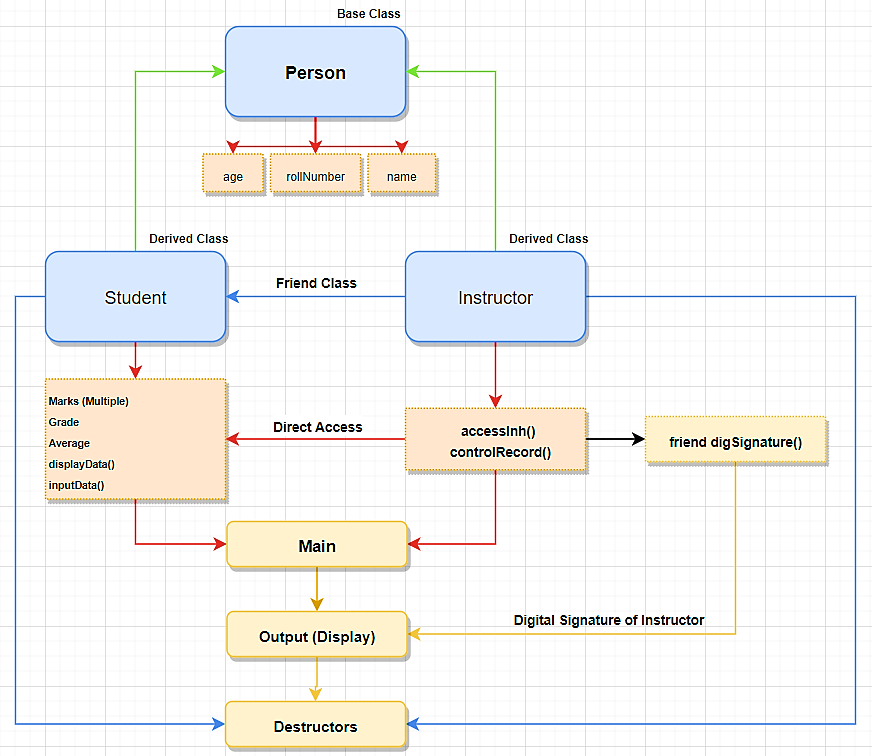 Base Class
Person
age
rollNumber
name
Derived Class
Derived Class
Student
Friend Class
Instructor
Marks (Multiple)
Grade
Average
displayData()
inputData()
Direct Access
accessInh()
controlRecord()
friend digSignature()
Main
Digital Signature of Instructor
Output (Display)
Destructors